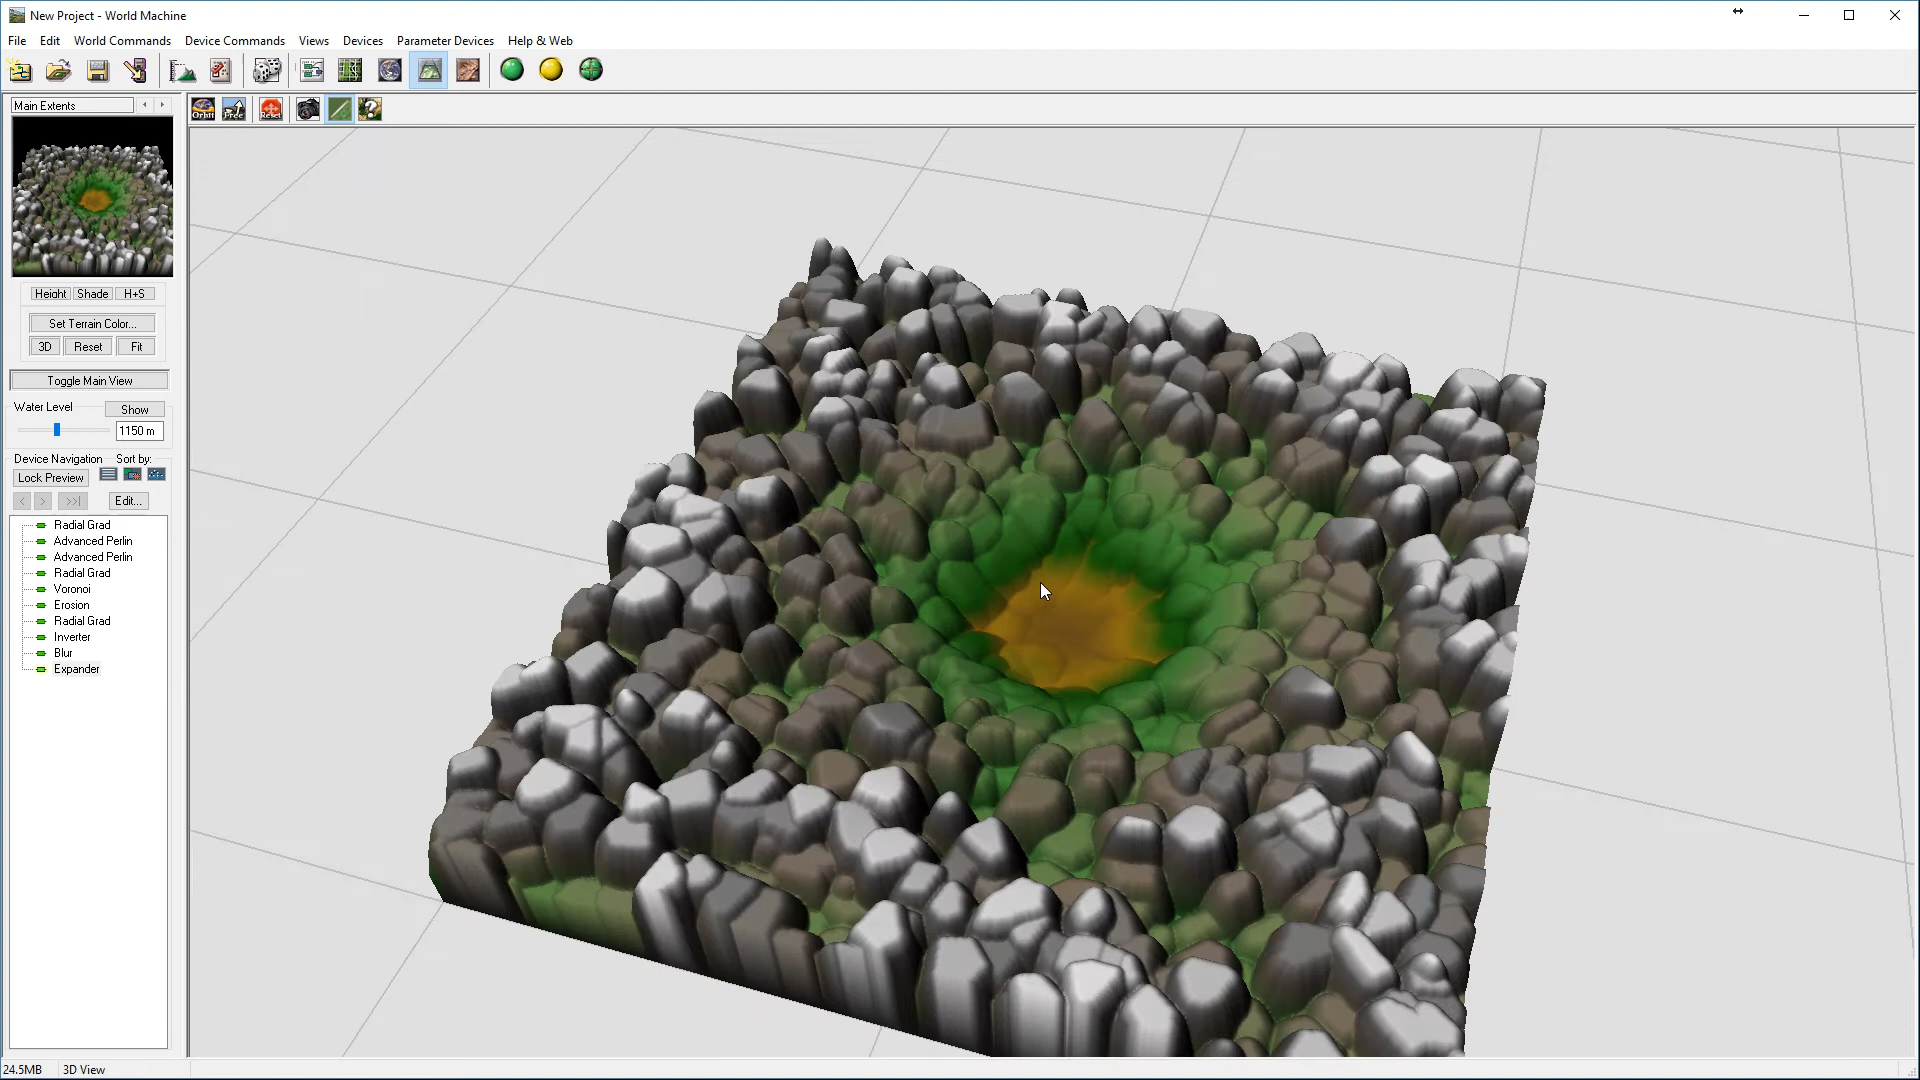 New Project - World Machine
File Edit World Commands Device Commands Views Devices Parameter Devices Help & Web
Main Extents
Orbit Free Reset
Height Shade H+S
Set Terrain Color...
3D Reset Fit
Toggle Main View
Water Level Show
1150 m
Device Navigation Sort by:
Lock Preview
< > >>| Edit...
Radial Grad
Advanced Perlin
Advanced Perlin
Radial Grad
Voronoi
Erosion
Radial Grad
Inverter
Blur
Expander
24.5MB 3D View